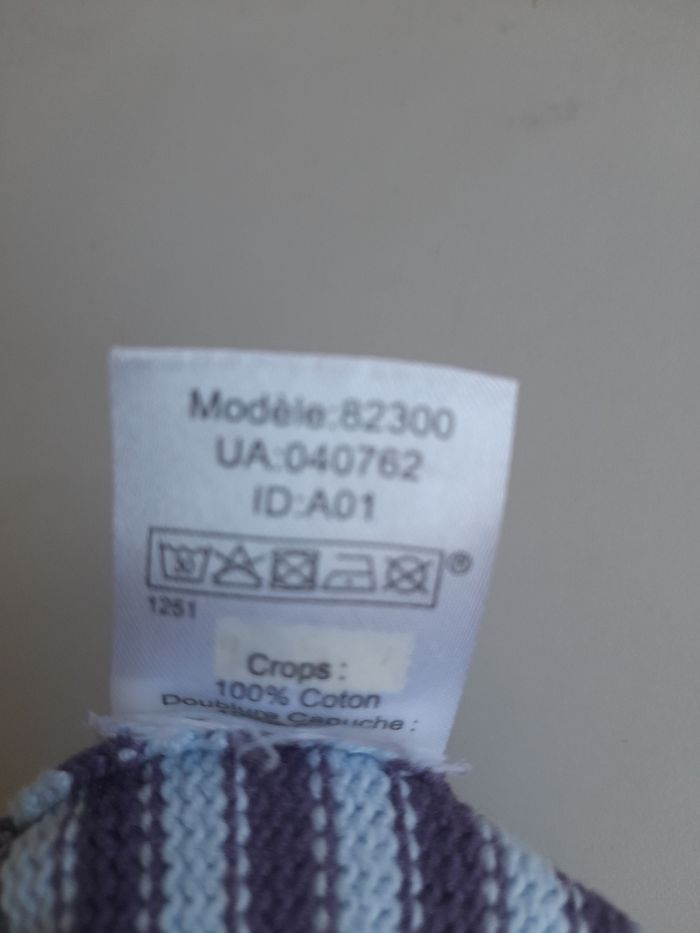 Modèle:82300
UA:040762
ID:A01
®
1251
Crops :
100% Coton
Doublure Capuche :